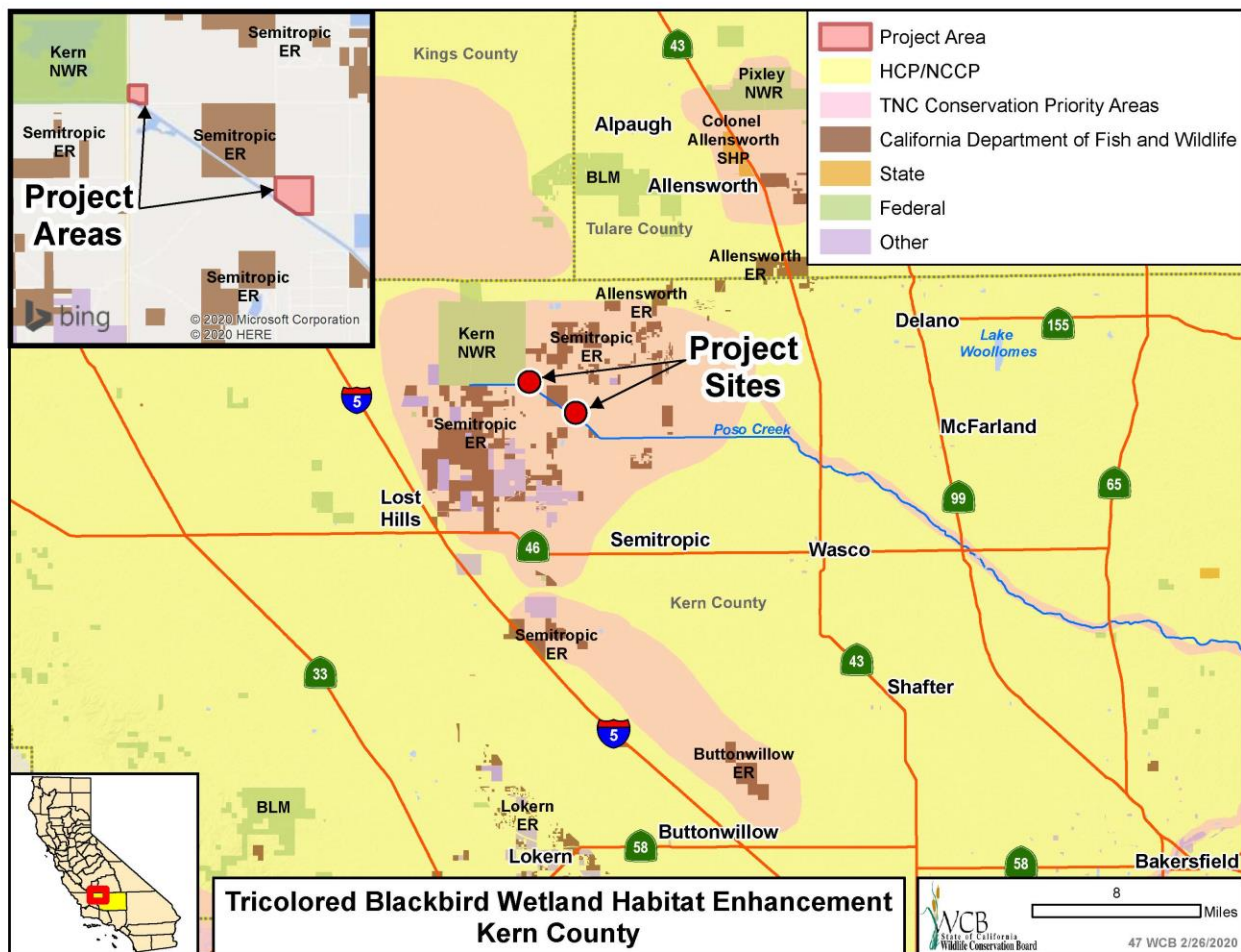 Semitropic
ER
Kern
NWR
Semitropic
ER
Semitropic
ER
Project
Areas
Semitropic
ER
bing
© 2020 Microsoft Corporation
© 2020 HERE
Project Area
HCP/NCCP
TNC Conservation Priority Areas
California Department of Fish and Wildlife
State
Federal
Other
Kings County
43
Pixley
NWR
Alpaugh
Colonel
Allensworth
SHP
BLM
Allensworth
Tulare County
Allensworth
ER
Allensworth
ER
Kern
NWR
Semitropic
ER
Project
Sites
Delano
155
Lake
Woollomes
5
Semitropic
ER
Poso Creek
McFarland
Lost
Hills
99
65
46
Semitropic
Wasco
Kern County
Semitropic
ER
33
43
Shafter
5
Buttonwillow
ER
BLM
Lokern
ER
Buttonwillow
58
Lokern
58
Bakersfield
Tricolored Blackbird Wetland Habitat Enhancement
Kern County
WCB
State of California
Wildlife Conservation Board
8
Miles
47 WCB 2/26/2020